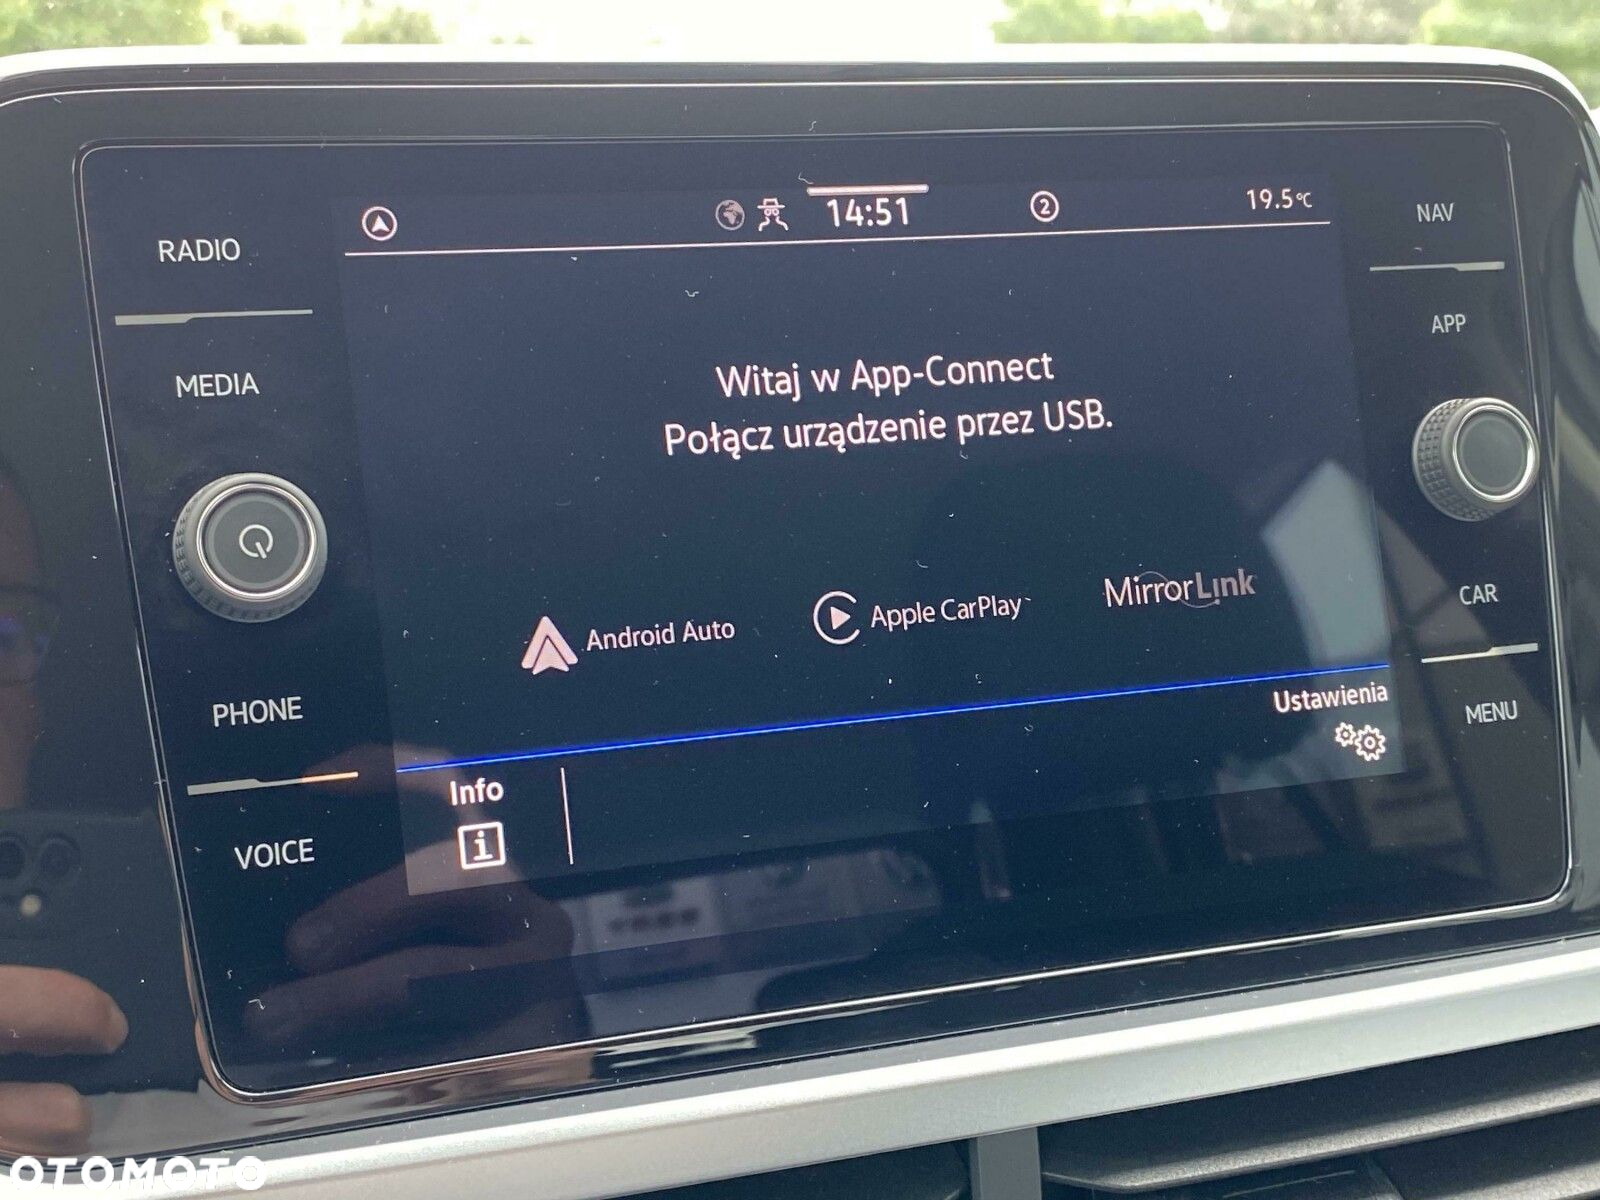 RADIO
MEDIA
PHONE
VOICE
14:51
2
19.5°C
Witaj w App-Connect
Połącz urządzenie przez USB.
Android Auto
Apple CarPlay
MirrorLink
Ustawienia
Info
i
NAV
APP
CAR
MENU
OTOMOTO